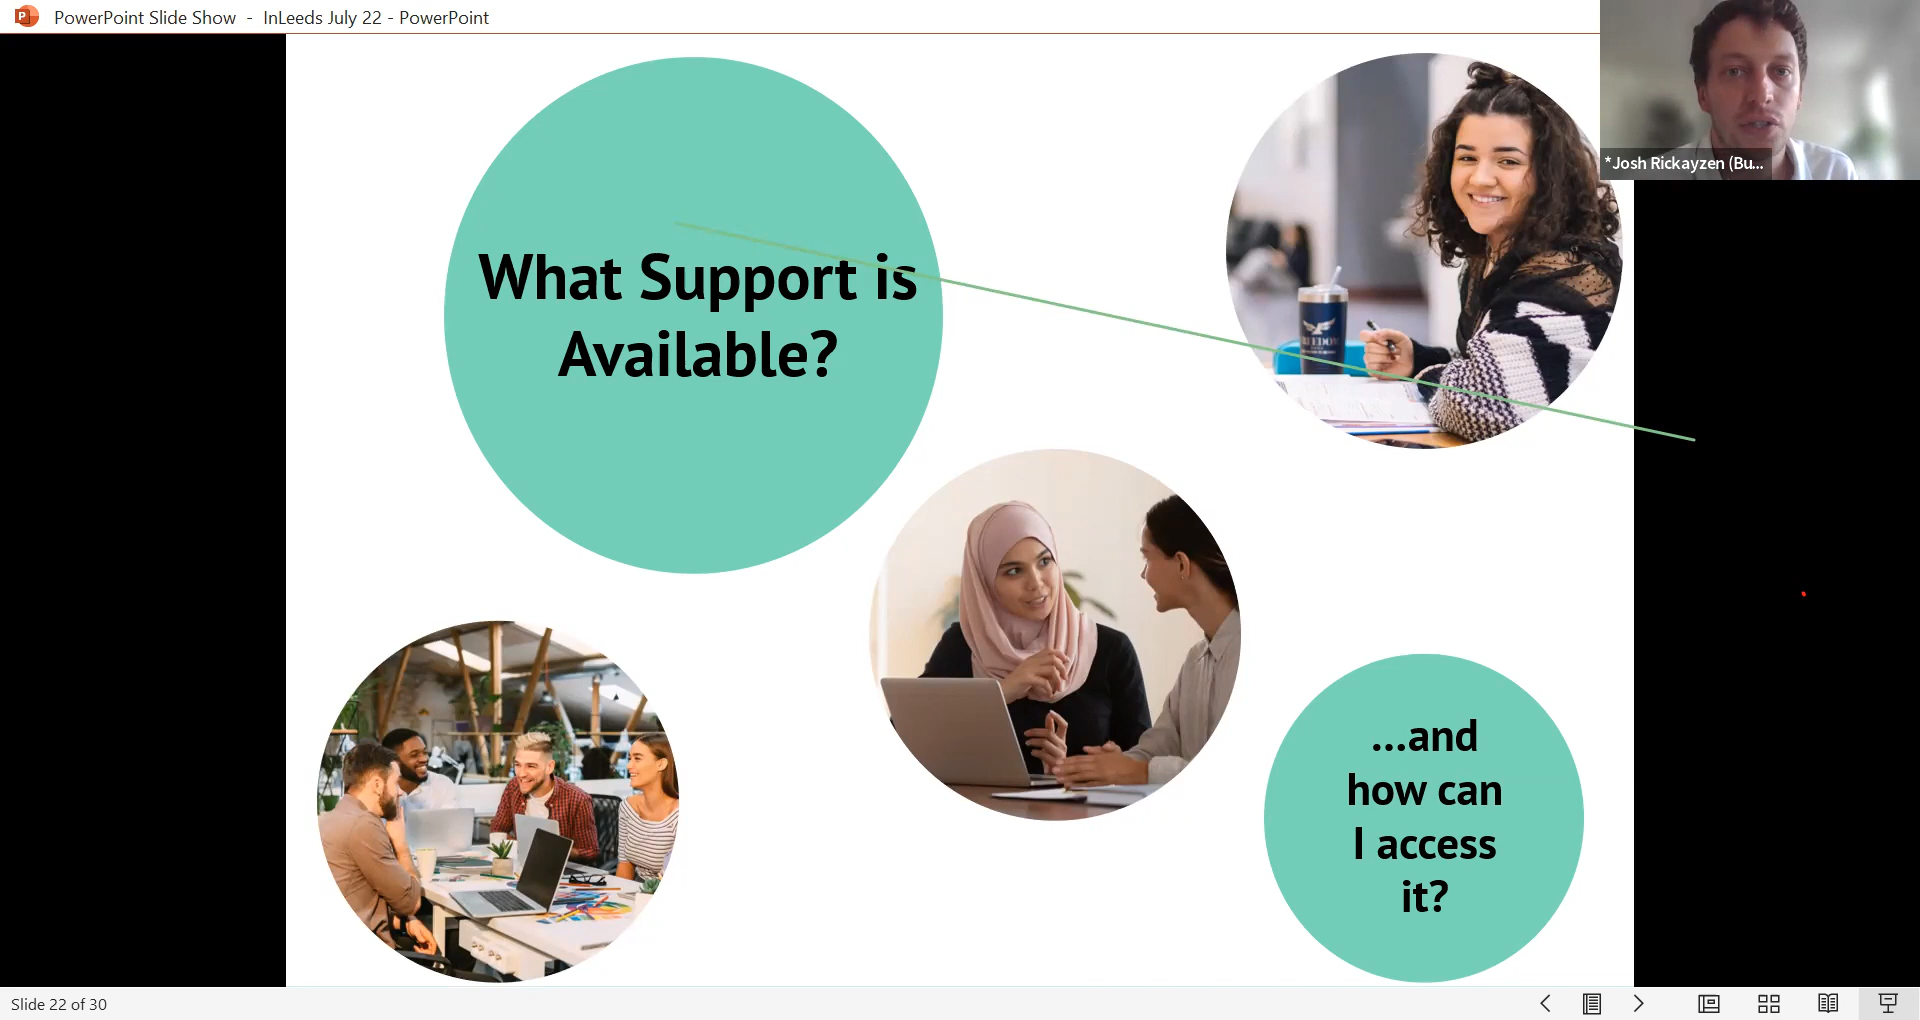 PowerPoint Slide Show - InLeeds July 22 - PowerPoint
*Josh Rickayzen (Bu...
What Support is
Available?
...and
how can
I access
it?
Slide 22 of 30